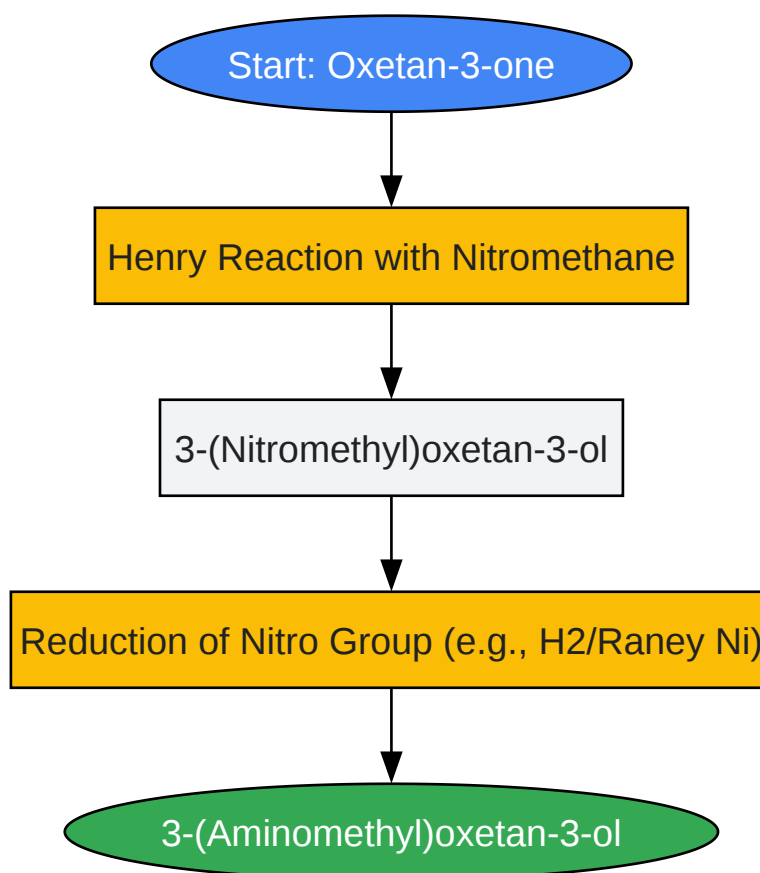 Start: Oxetan-3-one
Henry Reaction with Nitromethane
3-(Nitromethyl)oxetan-3-ol
Reduction of Nitro Group (e.g., H2/Raney Ni)
3-(Aminomethyl)oxetan-3-ol